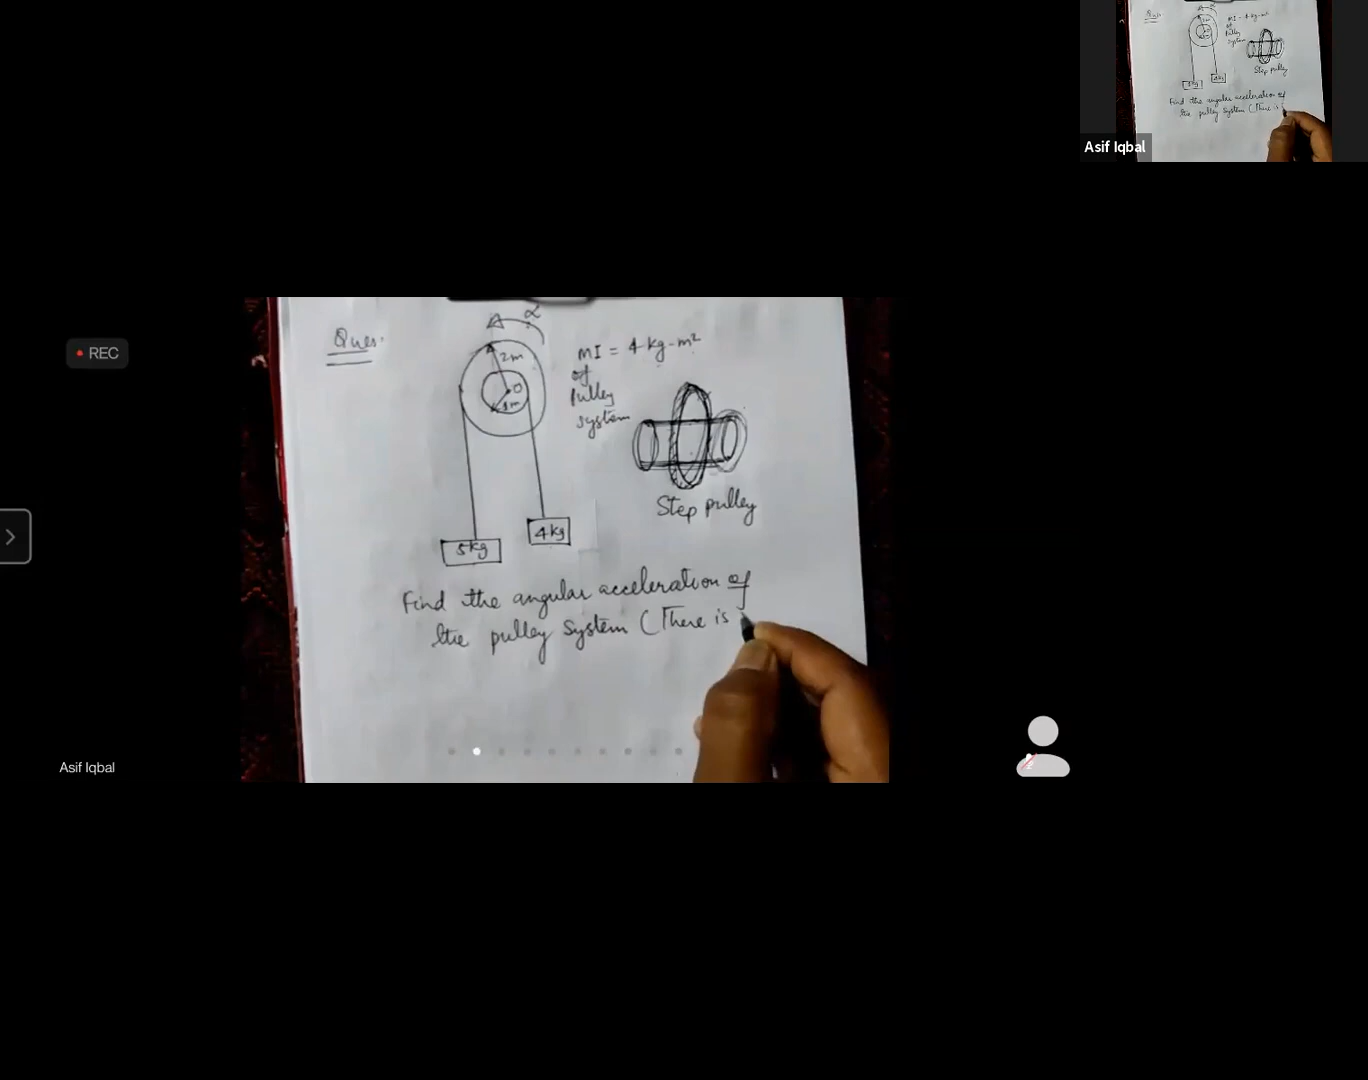 Asif Iqbal
REC
Ques.
α
2m
O
1m
MI = 4 kg-m²
of
Pulley
system
5kg
4kg
Step pulley
Find the angular acceleration of
the pulley system (There is
Asif Iqbal